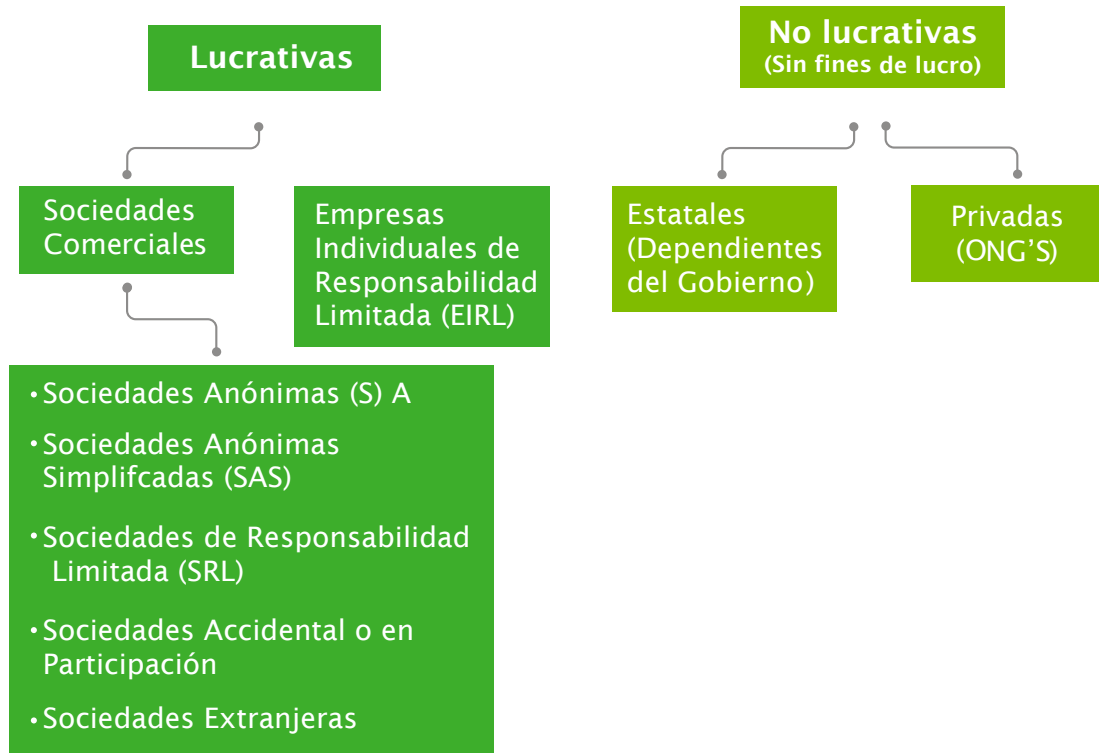 Lucrativas
No lucrativas
(Sin fines de lucro)
Sociedades
Comerciales
Empresas
Individuales de
Responsabilidad
Limitada (EIRL)
Estatales
(Dependientes
del Gobierno)
Privadas
(ONG’S)
•Sociedades Anónimas (S) A
•Sociedades Anónimas
Simplifcadas (SAS)
•Sociedades de Responsabilidad
Limitada (SRL)
•Sociedades Accidental o en
Participación
•Sociedades Extranjeras